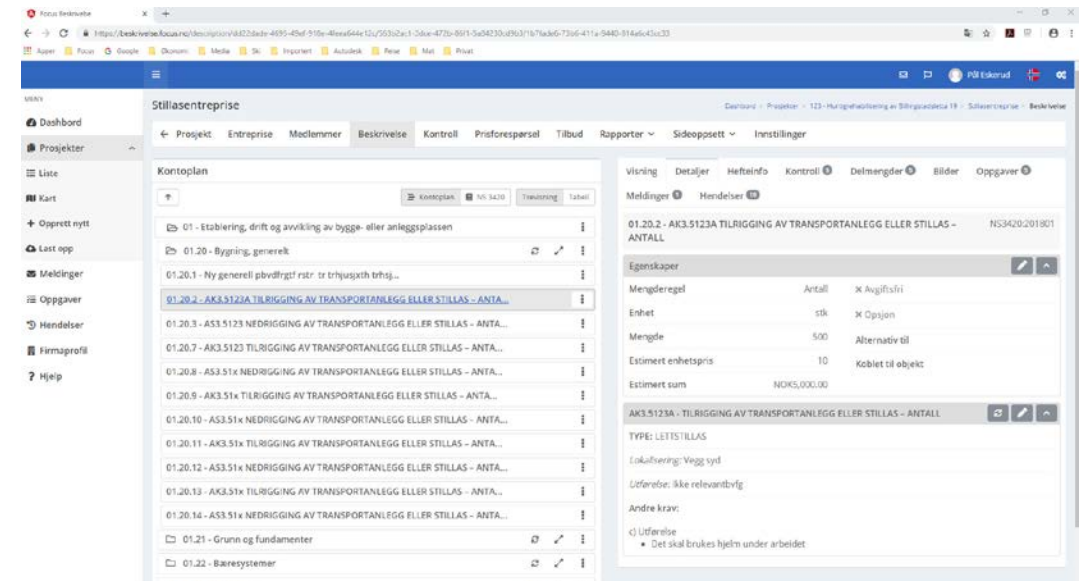 Focus Beskrivelse
Apper Focus Google Økonomi Media Ski Importert Autodesk Reise Mat Privat
Pål Eskerud
MENY
Dashbord
Prosjekter
Liste
Kart
Opprett nytt
Last opp
Meldinger
Oppgaver
Hendelser
Firmaprofil
Hjelp
Stillasentreprise
Dashbord Prosjekter Stillasentreprise Beskrivelse
Prosjekt Entreprise Medlemmer Beskrivelse Kontroll Prisforespørsel Tilbud Rapporter Sideoppsett Innstillinger
Kontoplan
Kontoplan NS 3420 Trevisning Tabell
01 - Etablering, drift og avvikling av bygge- eller anleggsplassen
01.20 - Bygning, generelt
01.20.1 - Ny generell
01.20.2 - AK3.5123A TILRIGGING AV TRANSPORTANLEGG ELLER STILLAS – ANTA...
01.20.3 - AS3.5123 NEDRIGGING AV TRANSPORTANLEGG ELLER STILLAS – ANTA...
01.20.7 - AK3.5123 TILRIGGING AV TRANSPORTANLEGG ELLER STILLAS – ANTA...
01.20.8 - AS3.51x NEDRIGGING AV TRANSPORTANLEGG ELLER STILLAS – ANTA...
01.20.9 - AK3.51x TILRIGGING AV TRANSPORTANLEGG ELLER STILLAS – ANTA...
01.20.10 - AS3.51x NEDRIGGING AV TRANSPORTANLEGG ELLER STILLAS – ANTA...
01.20.11 - AK3.51x TILRIGGING AV TRANSPORTANLEGG ELLER STILLAS – ANTA...
01.20.12 - AS3.51x NEDRIGGING AV TRANSPORTANLEGG ELLER STILLAS – ANTA...
01.20.13 - AK3.51x TILRIGGING AV TRANSPORTANLEGG ELLER STILLAS – ANTA...
01.20.14 - AS3.51x NEDRIGGING AV TRANSPORTANLEGG ELLER STILLAS – ANTA...
01.21 - Grunn og fundamenter
01.22 - Bæresystemer
Visning Detaljer Hefteinfo Kontroll Delmengder Bilder Oppgaver
Meldinger Hendelser
01.20.2 - AK3.5123A TILRIGGING AV TRANSPORTANLEGG ELLER STILLAS – ANTALL NS3420:201801
Egenskaper
Mengderegel Antall × Avgiftsfri
Enhet stk × Opsjon
Mengde 500 Alternativ til
Estimert enhetspris 10 Koblet til objekt
Estimert sum NOK5,000.00
AK3.5123A - TILRIGGING AV TRANSPORTANLEGG ELLER STILLAS – ANTALL
TYPE: LETTSTILLAS
Lokalisering: Vegg syd
Utførelse: Ikke relevantbvfg
Andre krav:
c) Utførelse
• Det skal brukes hjelm under arbeidet